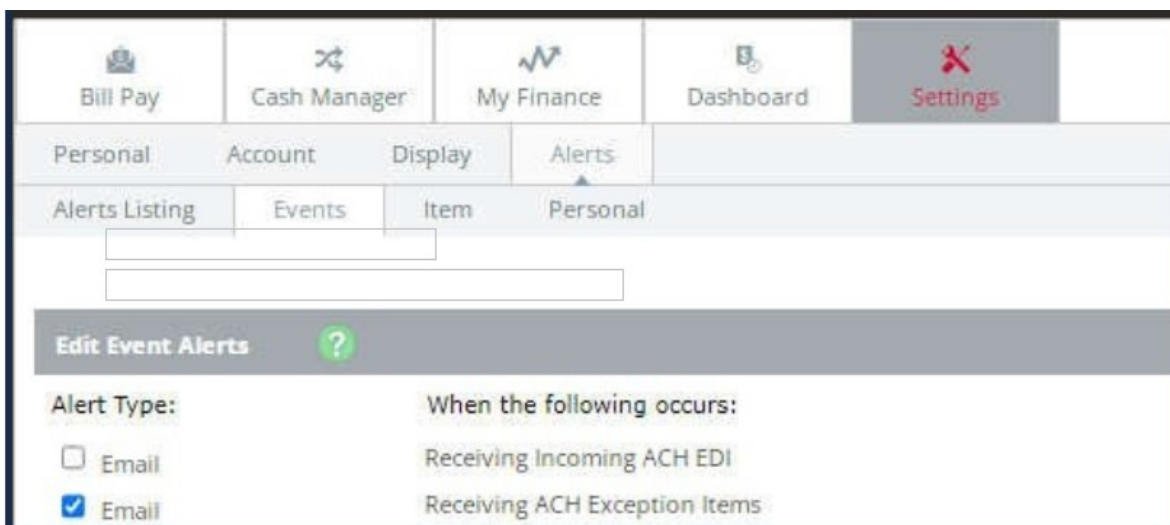 Bill Pay Cash Manager My Finance Dashboard Settings
Personal Account Display Alerts
Alerts Listing Events Item Personal
Edit Event Alerts ?
Alert Type: When the following occurs:
Email Receiving Incoming ACH EDI
Email Receiving ACH Exception Items